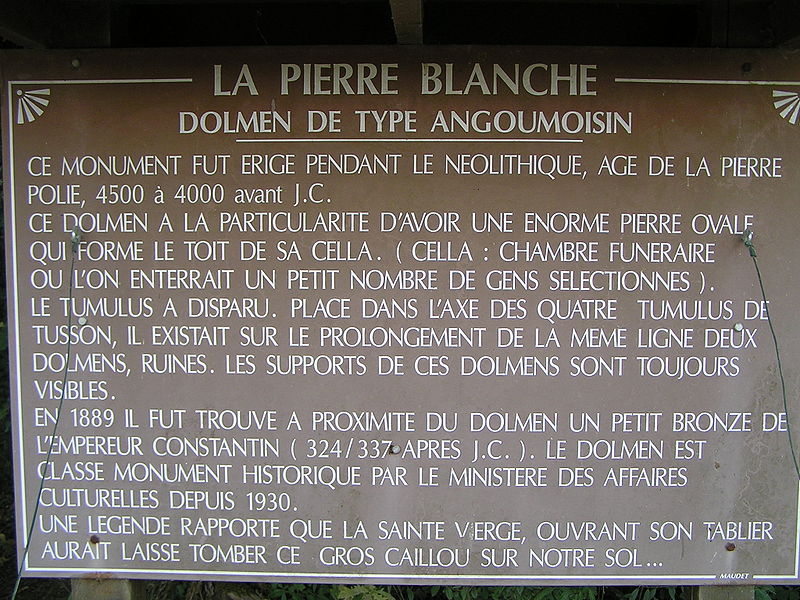 LA PIERRE BLANCHE
DOLMEN DE TYPE ANGOUMOISIN
CE MONUMENT FUT ERIGE PENDANT LE NEOLITHIQUE, AGE DE LA PIERRE
POLIE, 4500 à 4000 avant J.C.
CE DOLMEN A LA PARTICULARITE D'AVOIR UNE ENORME PIERRE OVALE
QUI FORME LE TOIT DE SA CELLA. ( CELLA : CHAMBRE FUNERAIRE
OU L'ON ENTERRAIT UN PETIT NOMBRE DE GENS SELECTIONNES ).
LE TUMULUS A DISPARU. PLACE DANS L'AXE DES QUATRE TUMULUS DE
TUSSON, IL EXISTAIT SUR LE PROLONGEMENT DE LA MEME LIGNE DEUX
DOLMENS, RUINES. LES SUPPORTS DE CES DOLMENS SONT TOUJOURS
VISIBLES.
EN 1889 IL FUT TROUVE A PROXIMITE DU DOLMEN UN PETIT BRONZE DE
L'EMPEREUR CONSTANTIN ( 324/337 APRES J.C. ). LE DOLMEN EST
CLASSE MONUMENT HISTORIQUE PAR LE MINISTERE DES AFFAIRES
CULTURELLES DEPUIS 1930.
UNE LEGENDE RAPPORTE QUE LA SAINTE VIERGE, OUVRANT SON TABLIER
AURAIT LAISSE TOMBER CE GROS CAILLOU SUR NOTRE SOL...
MAUDET